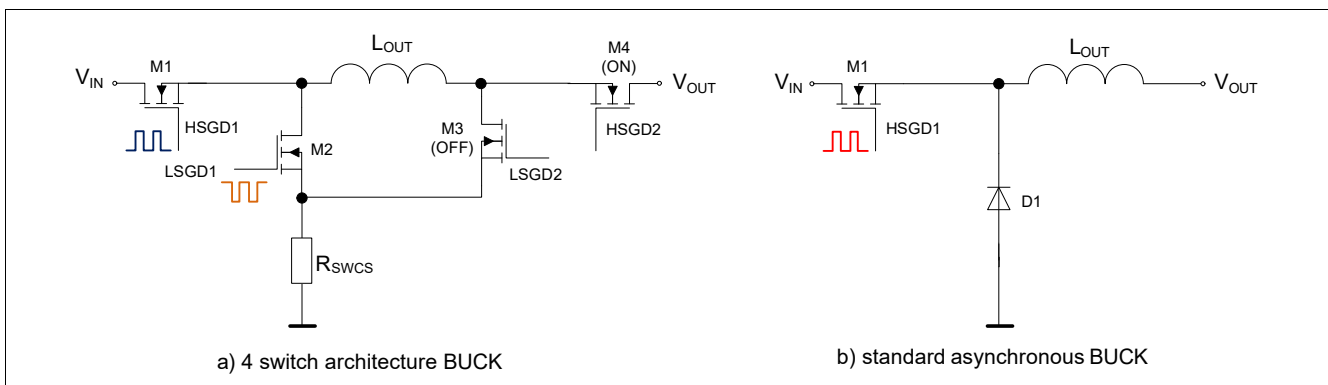 LOUT
LOUT
M1
M4
(ON)
M1
VIN
VOUT
VIN
VOUT
HSGD1
M3
(OFF)
HSGD2
HSGD1
M2
LSGD1
LSGD2
D1
RSWCS
a) 4 switch architecture BUCK
b) standard asynchronous BUCK